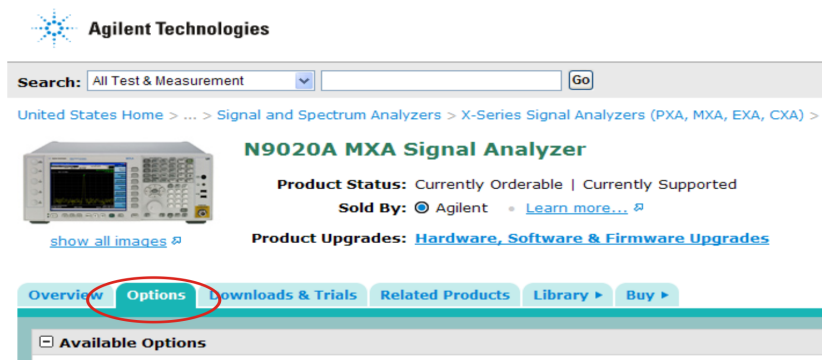 Agilent Technologies
Search: All Test & Measurement Go
United States Home > ... > Signal and Spectrum Analyzers > X-Series Signal Analyzers (PXA, MXA, EXA, CXA) >
N9020A MXA Signal Analyzer
Product Status: Currently Orderable | Currently Supported
Sold By: Agilent Learn more...
show all images
Product Upgrades: Hardware, Software & Firmware Upgrades
Overview Options Downloads & Trials Related Products Library Buy
Available Options